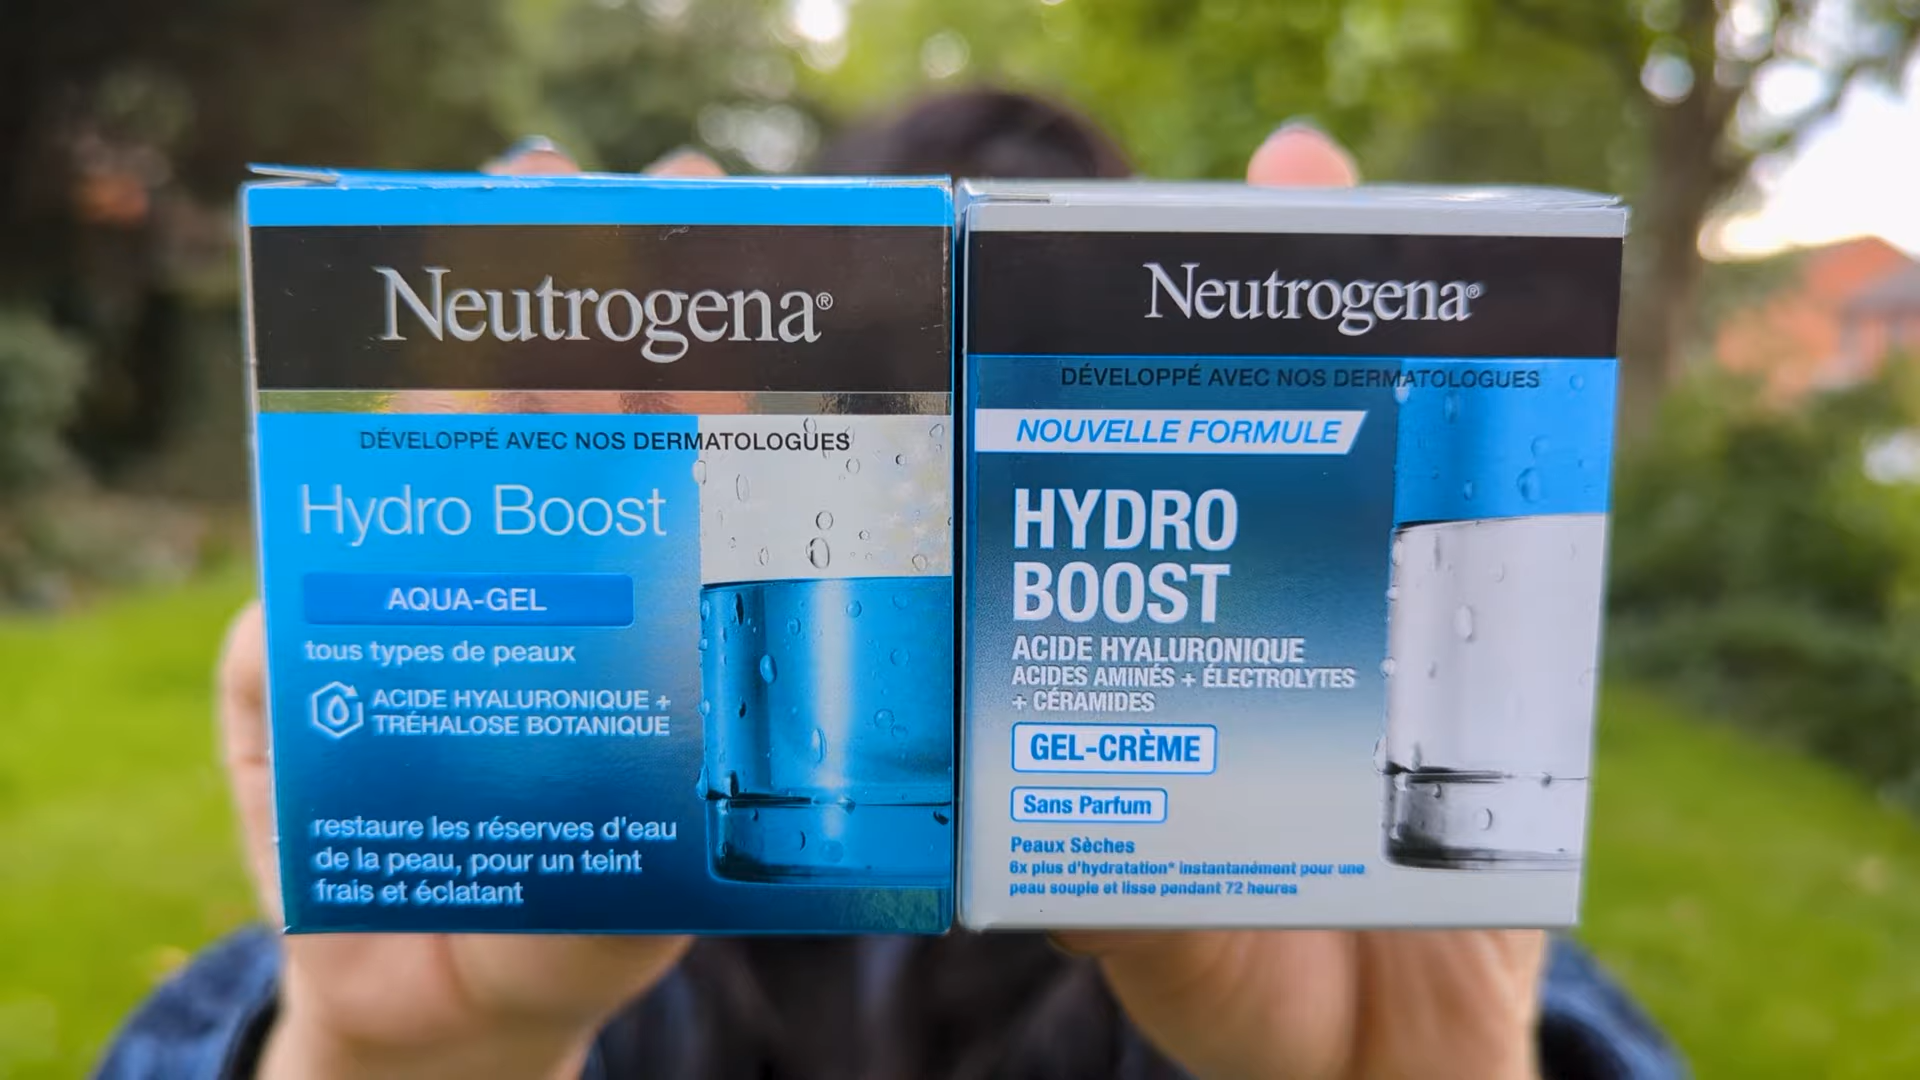 Neutrogena®
DÉVELOPPÉ AVEC NOS DERMATOLOGUES
Hydro Boost
AQUA-GEL
tous types de peaux
ACIDE HYALURONIQUE +
TRÉHALOSE BOTANIQUE
restaure les réserves d'eau
de la peau, pour un teint
frais et éclatant
Neutrogena®
DÉVELOPPÉ AVEC NOS DERMATOLOGUES
NOUVELLE FORMULE
HYDRO
BOOST
ACIDE HYALURONIQUE
ACIDES AMINÉS + ÉLECTROLYTES
+ CÉRAMIDES
GEL-CRÈME
Sans Parfum
Peaux Sèches
6x plus d'hydratation* instantanément pour une
peau souple et lisse pendant 72 heures